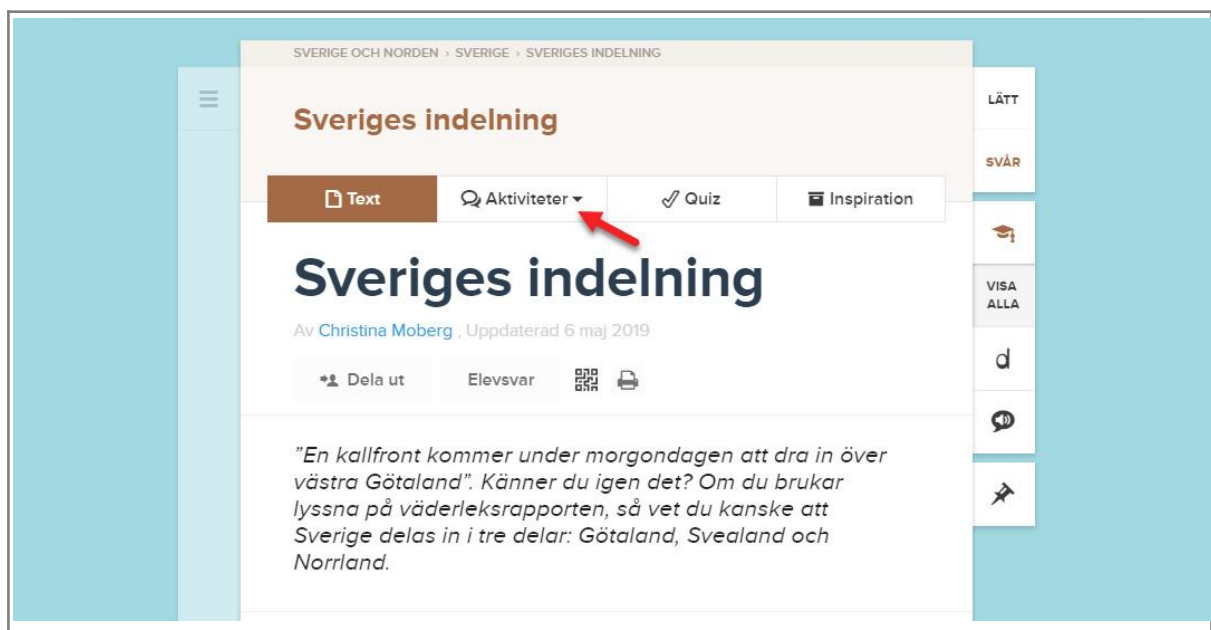 SVERIGE OCH NORDEN › SVERIGE › SVERIGES INDELNING
Sveriges indelning
Text
Aktiviteter
Quiz
Inspiration
Sveriges indelning
Av Christina Moberg , Uppdaterad 6 maj 2019
Dela ut
Elevsvar
"En kallfront kommer under morgondagen att dra in över
västra Götaland". Känner du igen det? Om du brukar
lyssna på väderleksrapporten, så vet du kanske att
Sverige delas in i tre delar: Götaland, Svealand och
Norrland.
LÄTT
SVÅR
VISA
ALLA
d